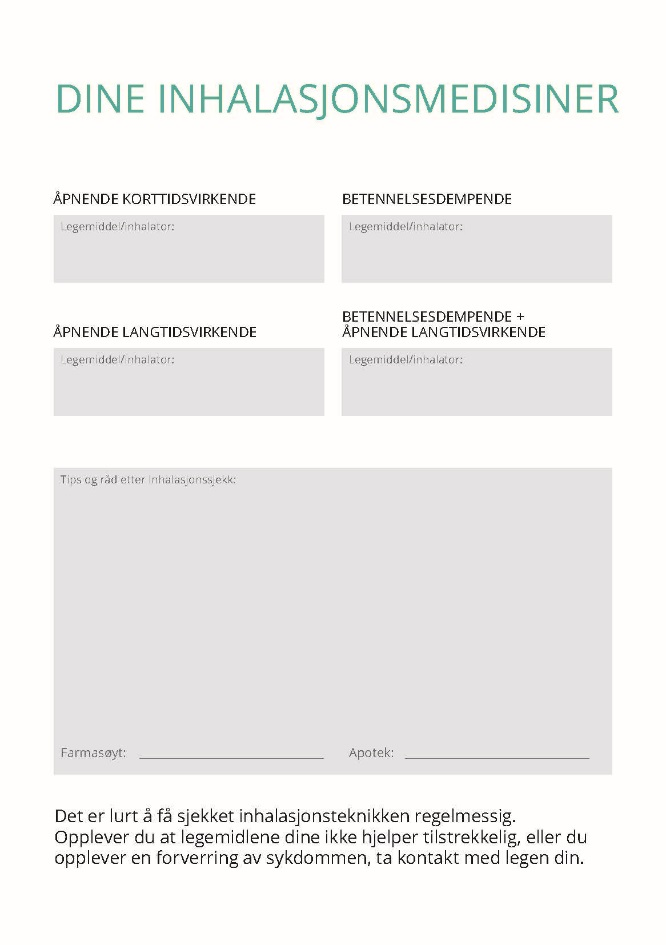 DINE INHALASJONSMEDISINER
ÅPNENDE KORTTIDSVIRKENDE
Legemiddel/inhalator:
BETENNELSESDEMPENDE
Legemiddel/inhalator:
ÅPNENDE LANGTIDSVIRKENDE
Legemiddel/inhalator:
BETENNELSESDEMPENDE +
ÅPNENDE LANGTIDSVIRKENDE
Legemiddel/inhalator:
Tips og råd etter Inhalasjonssjekk:
Farmasøyt:
Apotek:
Det er lurt å få sjekket inhalasjonsteknikken regelmessig.
Opplever du at legemidlene dine ikke hjelper tilstrekkelig, eller du
opplever en forverring av sykdommen, ta kontakt med legen din.